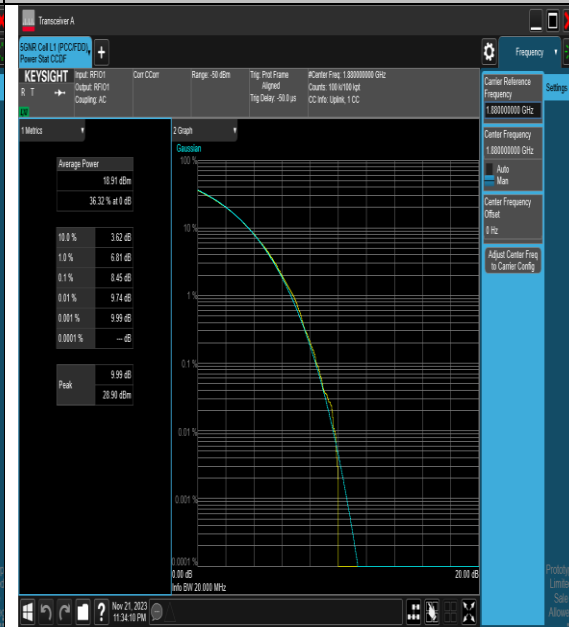 Transceiver A
5GNR Cell L1 (PCC/FDD)
Power Stat CCDF
+
Frequency
KEYSIGHT
R T
LW
Input: RFIO1
Output: RFIO1
Coupling: AC
Corr CCorr
Range: -50 dBm
Trig: Prot Frame
Aligned
Trig Delay: -50.0 µs
#Center Freq: 1.880000000 GHz
Counts: 100 k/100 kpt
CC Info: Uplink, 1 CC
Carrier Reference
Frequency
1.880000000 GHz
Settings
Center Frequency
1.880000000 GHz
Auto
Man
Center Frequency
Offset
0 Hz
Adjust Center Freq
to Carrier Config
1 Metrics
Average Power
18.91 dBm
36.32 % at 0 dB
10.0 % 3.62 dB
1.0 % 6.81 dB
0.1 % 8.45 dB
0.01 % 9.74 dB
0.001 % 9.99 dB
0.0001 % --- dB
Peak
9.99 dB
28.90 dBm
2 Graph
Gaussian
100 %
10 %
1 %
0.1 %
0.01 %
0.001 %
0.0001 %
0.00 dB
20.00 dB
Info BW 20.000 MHz
?
Nov 21, 2023
11:34:10 PM